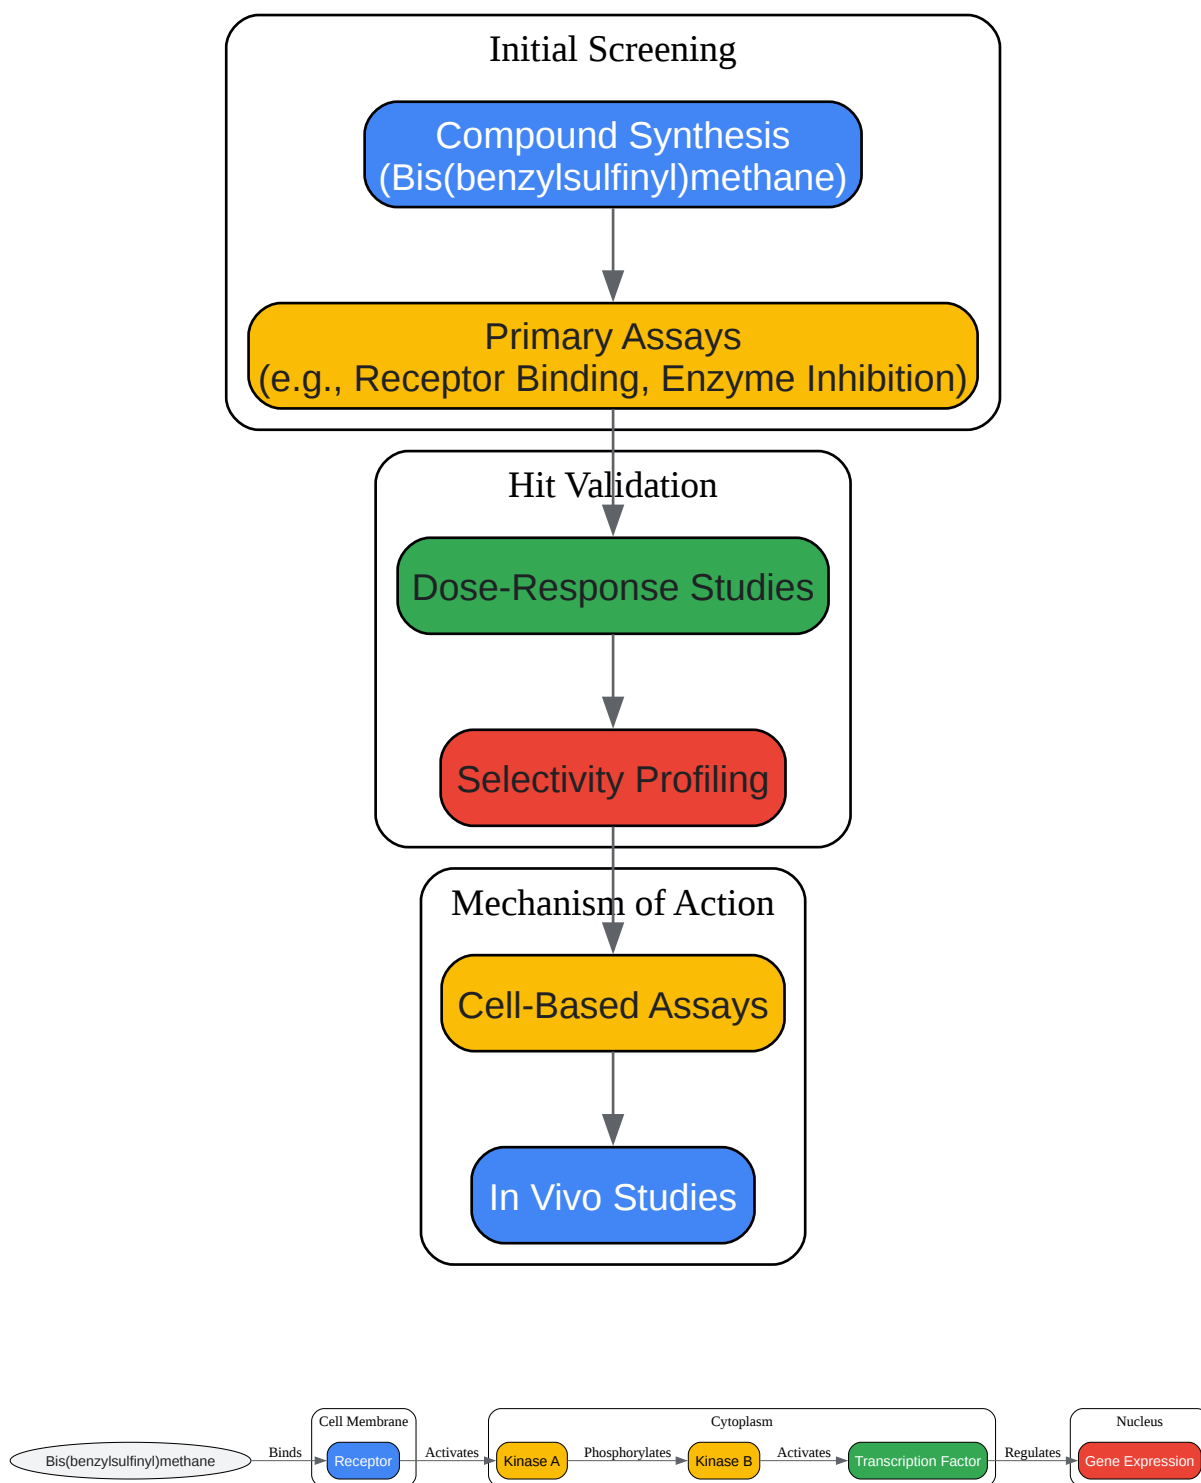 Initial Screening
Compound Synthesis
(Bis(benzylsulfinyl)methane)
Primary Assays
(e.g., Receptor Binding, Enzyme Inhibition)
Hit Validation
Dose-Response Studies
Selectivity Profiling
Mechanism of Action
Cell-Based Assays
In Vivo Studies
Cell Membrane
Cytoplasm
Nucleus
Bis(benzylsulfinyl)methane
Binds
Receptor
Activates
Kinase A
Phosphorylates
Kinase B
Activates
Transcription Factor
Regulates
Gene Expression